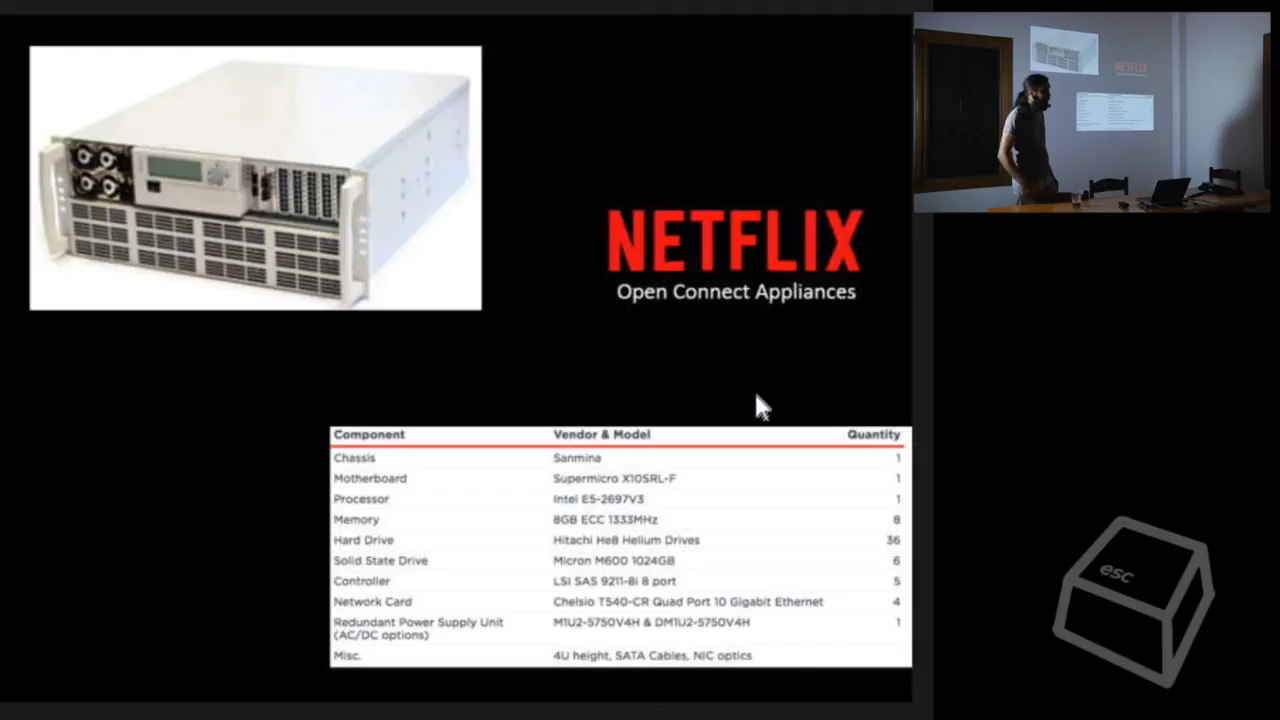 NETFLIX
Open Connect Appliances
Component Vendor & Model Quantity
Chassis Sanmina 1
Motherboard Supermicro X10SRL-F 1
Processor Intel E5-2697V3 1
Memory 8GB ECC 1333MHz 8
Hard Drive Hitachi He8 Helium Drives 36
Solid State Drive Micron M600 1024GB 6
Controller LSI SAS 9211-8i 8 port 5
Network Card Chelsio T540-CR Quad Port 10 Gigabit Ethernet 4
Redundant Power Supply Unit M1U2-5750V4H & DM1U2-5750V4H 1
(AC/DC options)
Misc. 4U height, SATA Cables, NIC optics
NETFLIX
esc